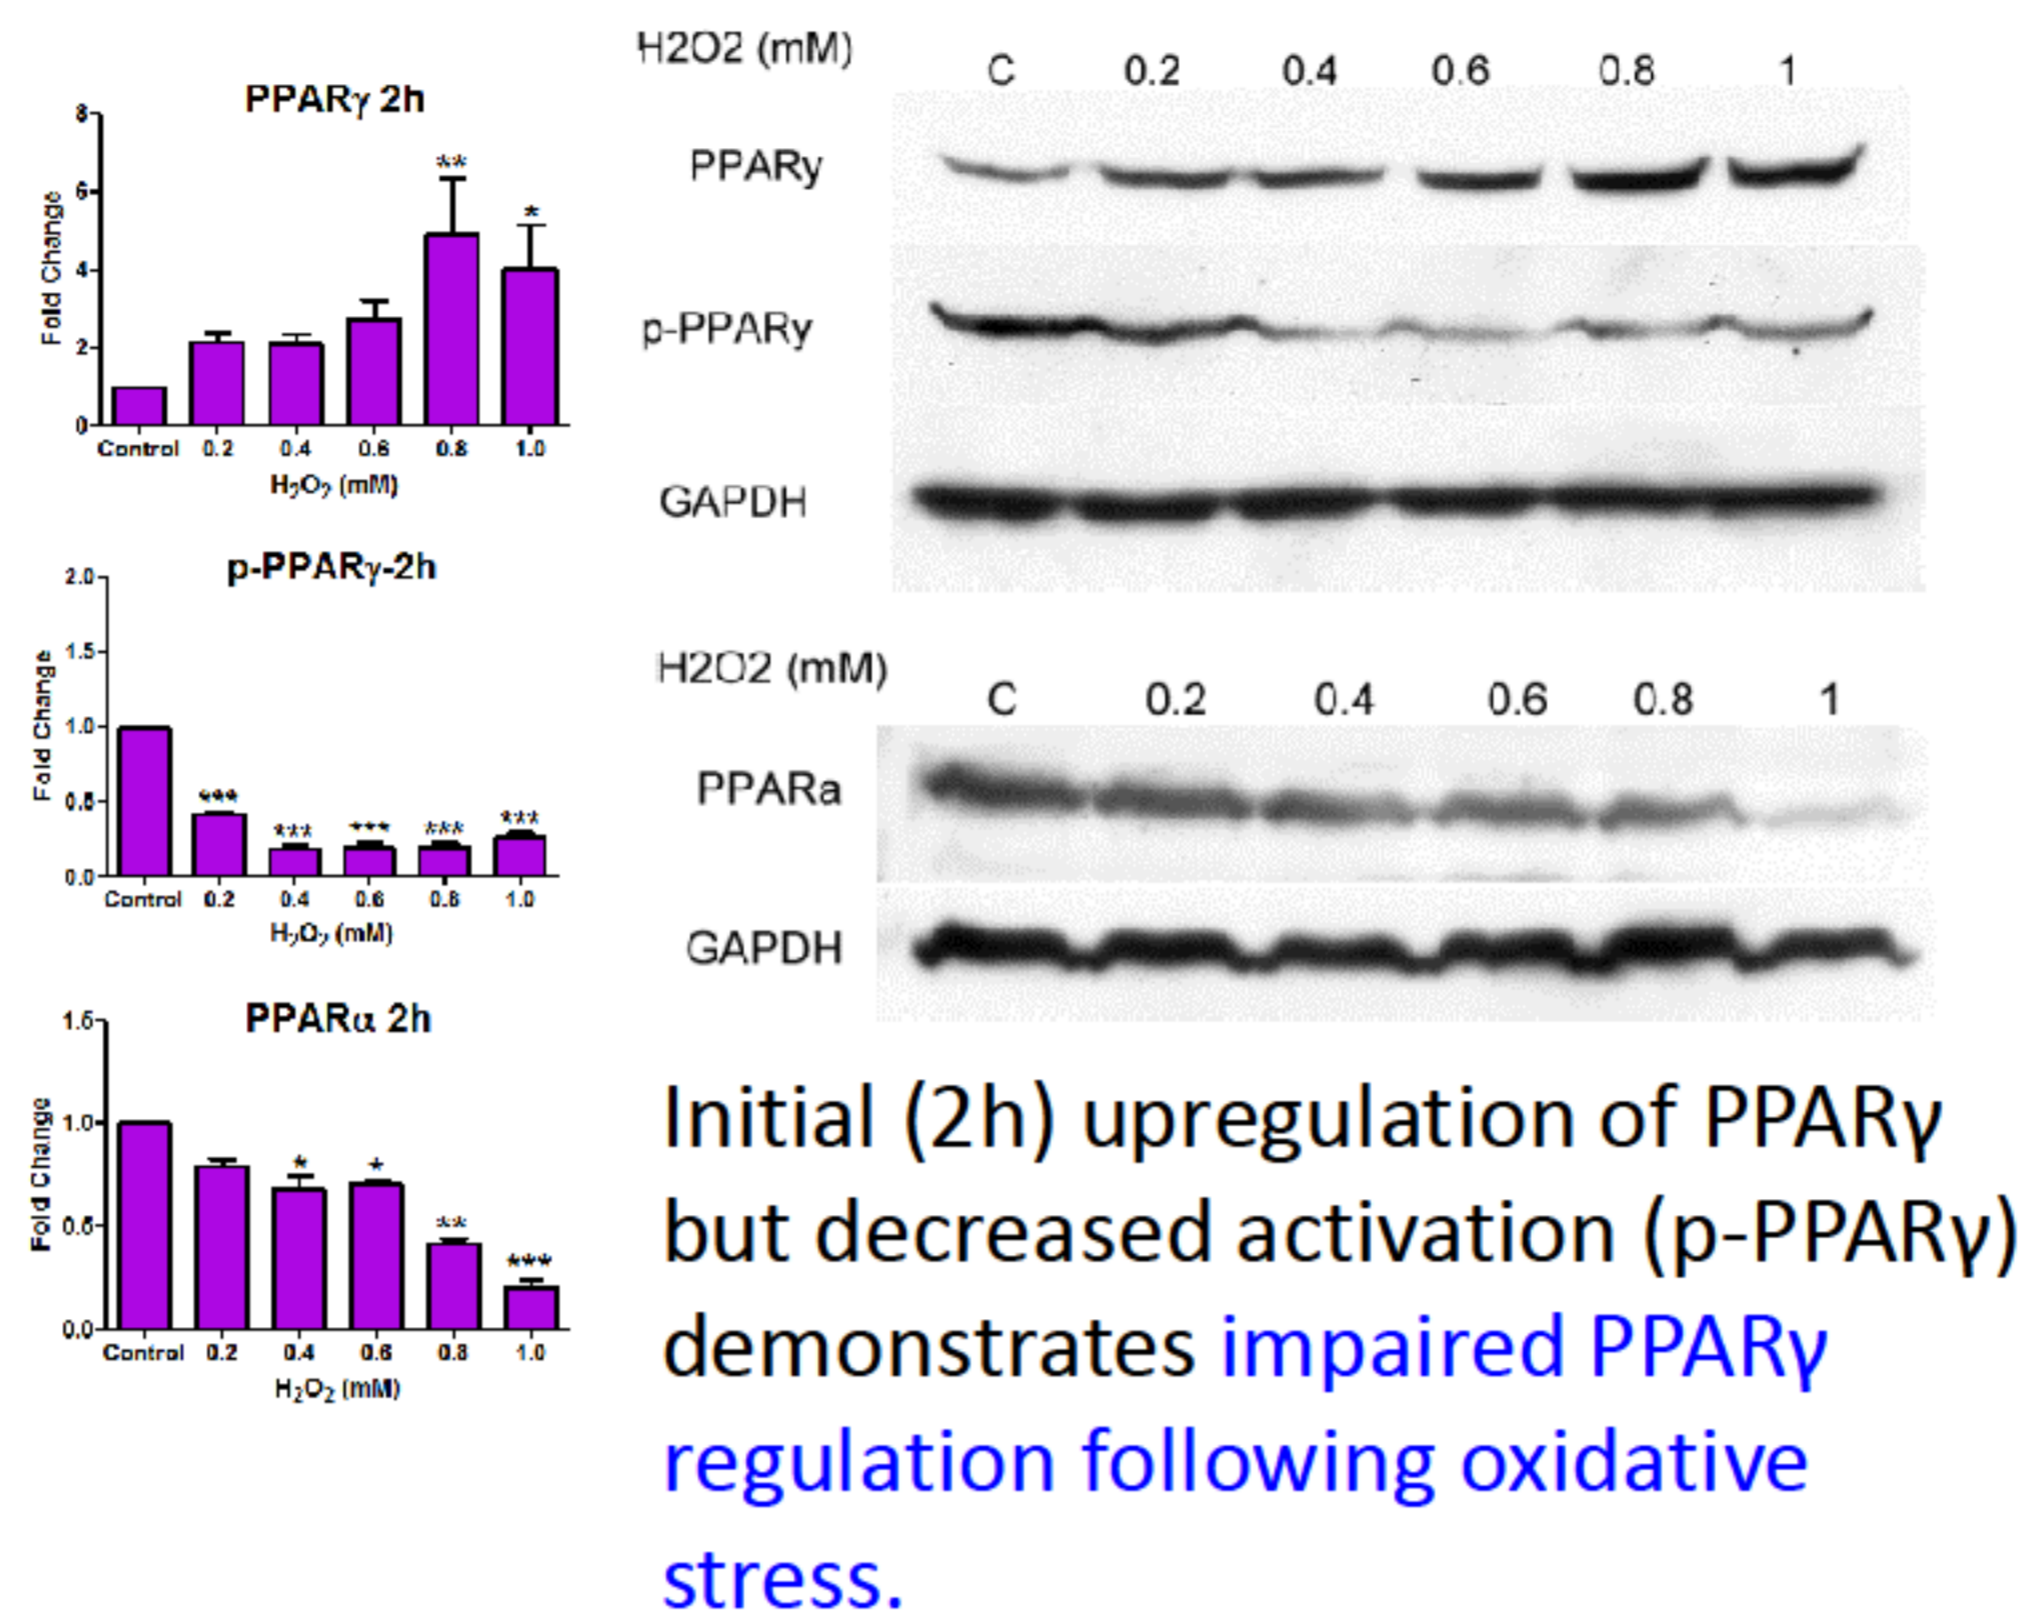 PPARγ 2h
8
6
4
2
0
Fold Change
**
*
Control 0.2 0.4 0.6 0.8 1.0
H₂O₂ (mM)
p-PPARγ-2h
2.0
1.5
1.0
0.5
0.0
Fold Change
*** *** *** *** ***
Control 0.2 0.4 0.6 0.8 1.0
H₂O₂ (mM)
PPARα 2h
1.5
1.0
0.5
0.0
Fold Change
* * ** ***
Control 0.2 0.4 0.6 0.8 1.0
H₂O₂ (mM)
H2O2 (mM)
C 0.2 0.4 0.6 0.8 1
PPARy
p-PPARy
GAPDH
H2O2 (mM)
C 0.2 0.4 0.6 0.8 1
PPARa
GAPDH
Initial (2h) upregulation of PPARγ
but decreased activation (p-PPARγ)
demonstrates impaired PPARγ
regulation following oxidative
stress.